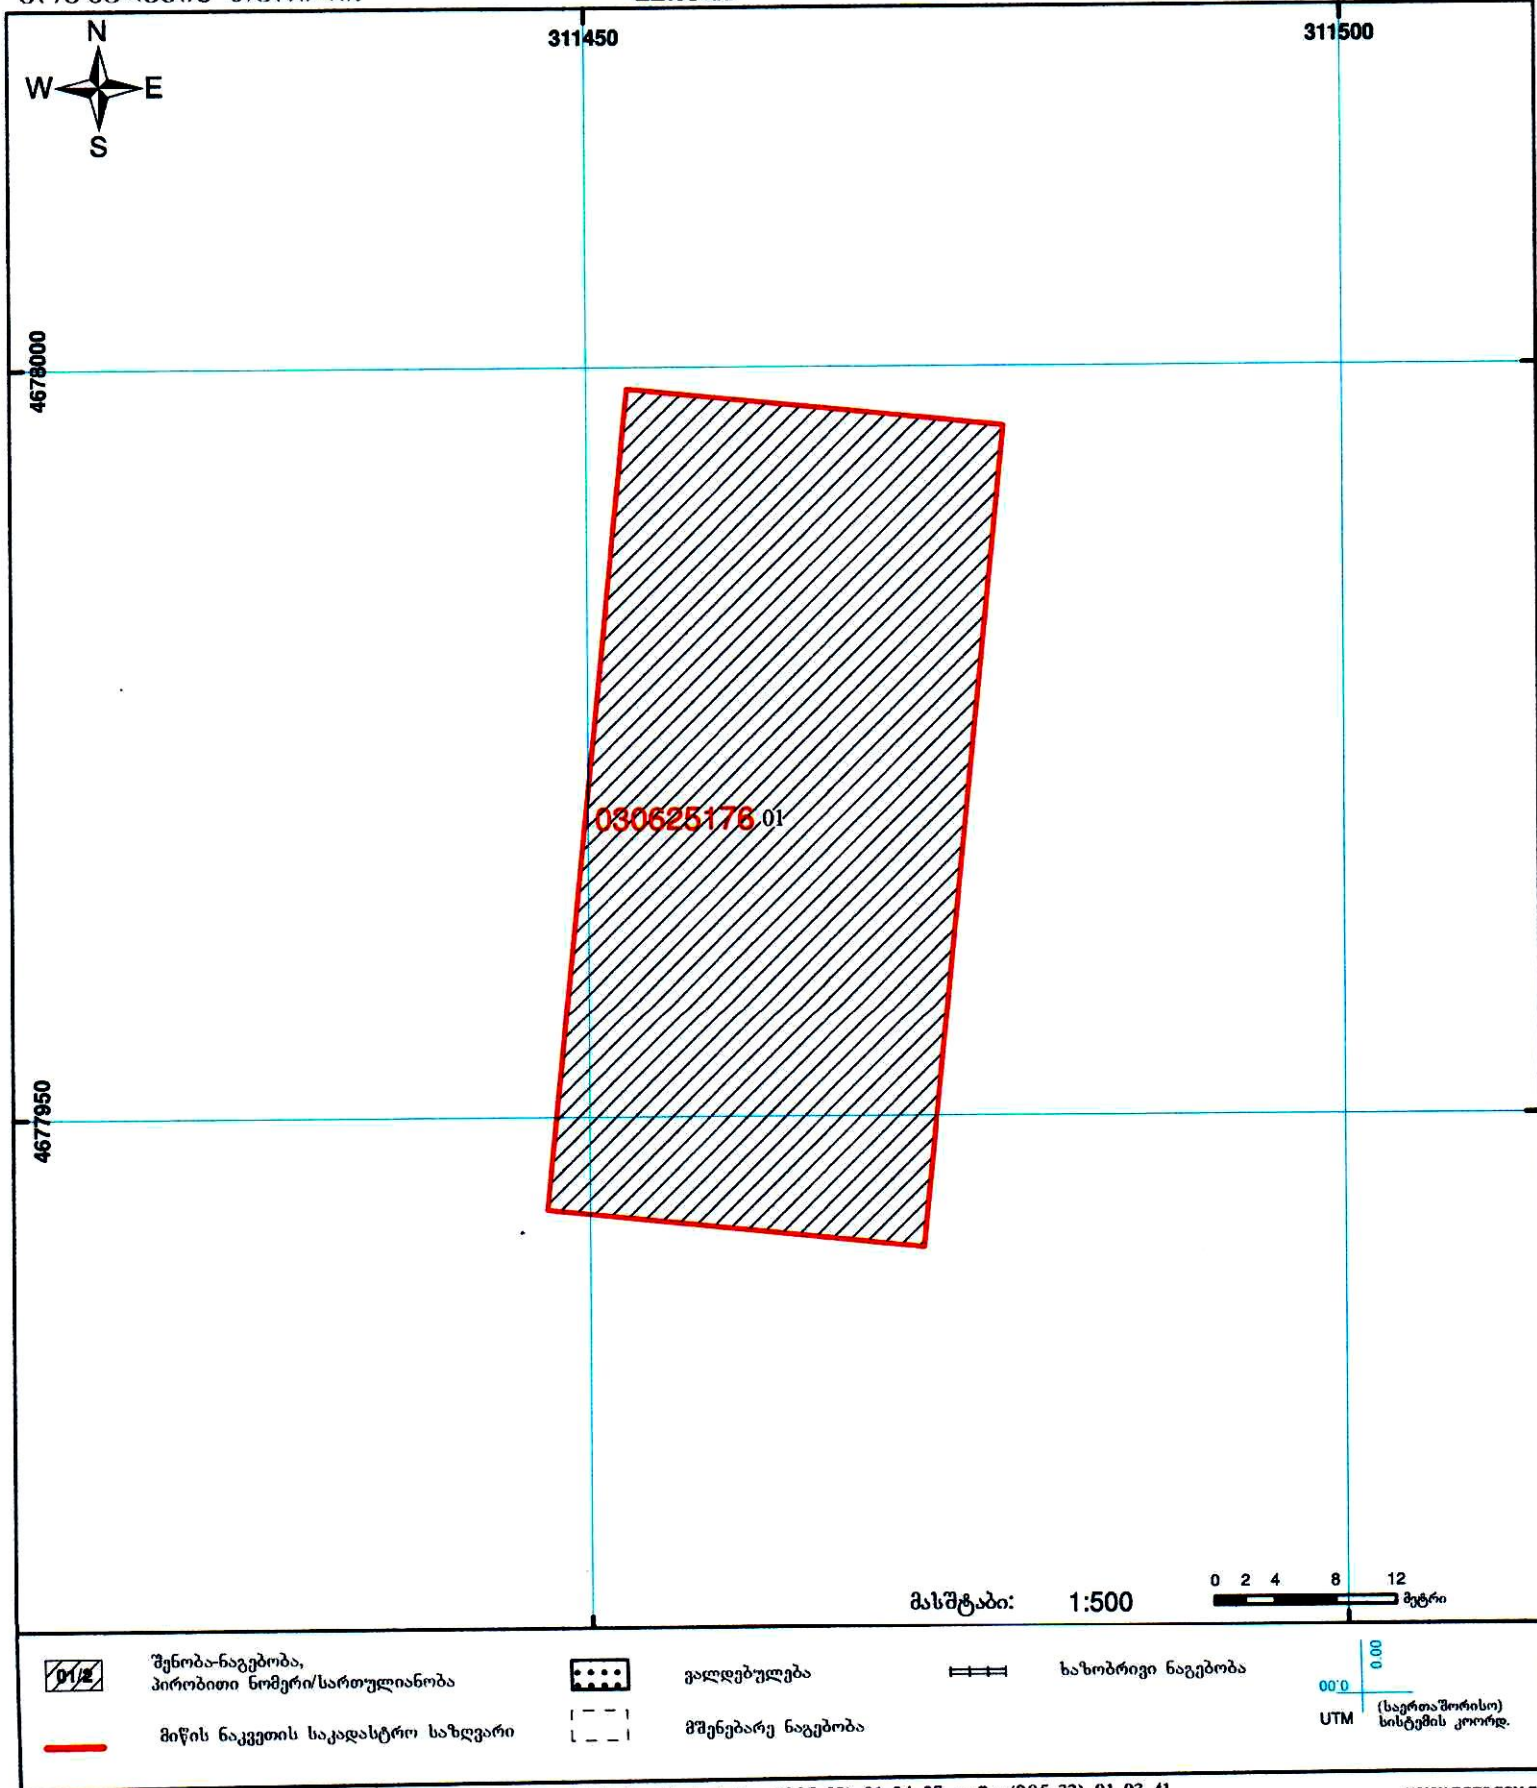 311450
311500
N
W
E
S
4678000
030625176
.01
4677950
მასშტაბი: 1:500
0 2 4 8 12
მეტრი
01/2
შენობა-ნაგებობა,
პირობითი ნომერი/სართულიანობა
ვალდებულება
ხაზობრივი ნაგებობა
00.0
0.00
UTM
(საერთაშორისო)
სისტემის კოორდ.
მიწის ნაკვეთის საკადასტრო საზღვარი
მშენებარე ნაგებობა